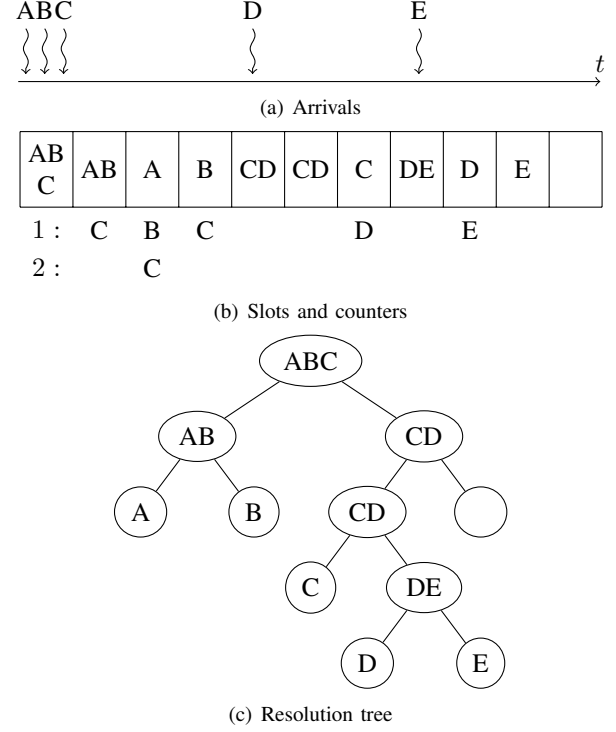 ABC D E
t
(a) Arrivals
AB C AB A B CD CD C DE D E
1 : C B C D E
2 : C
(b) Slots and counters
ABC
AB CD
A B CD
C DE
D E
(c) Resolution tree